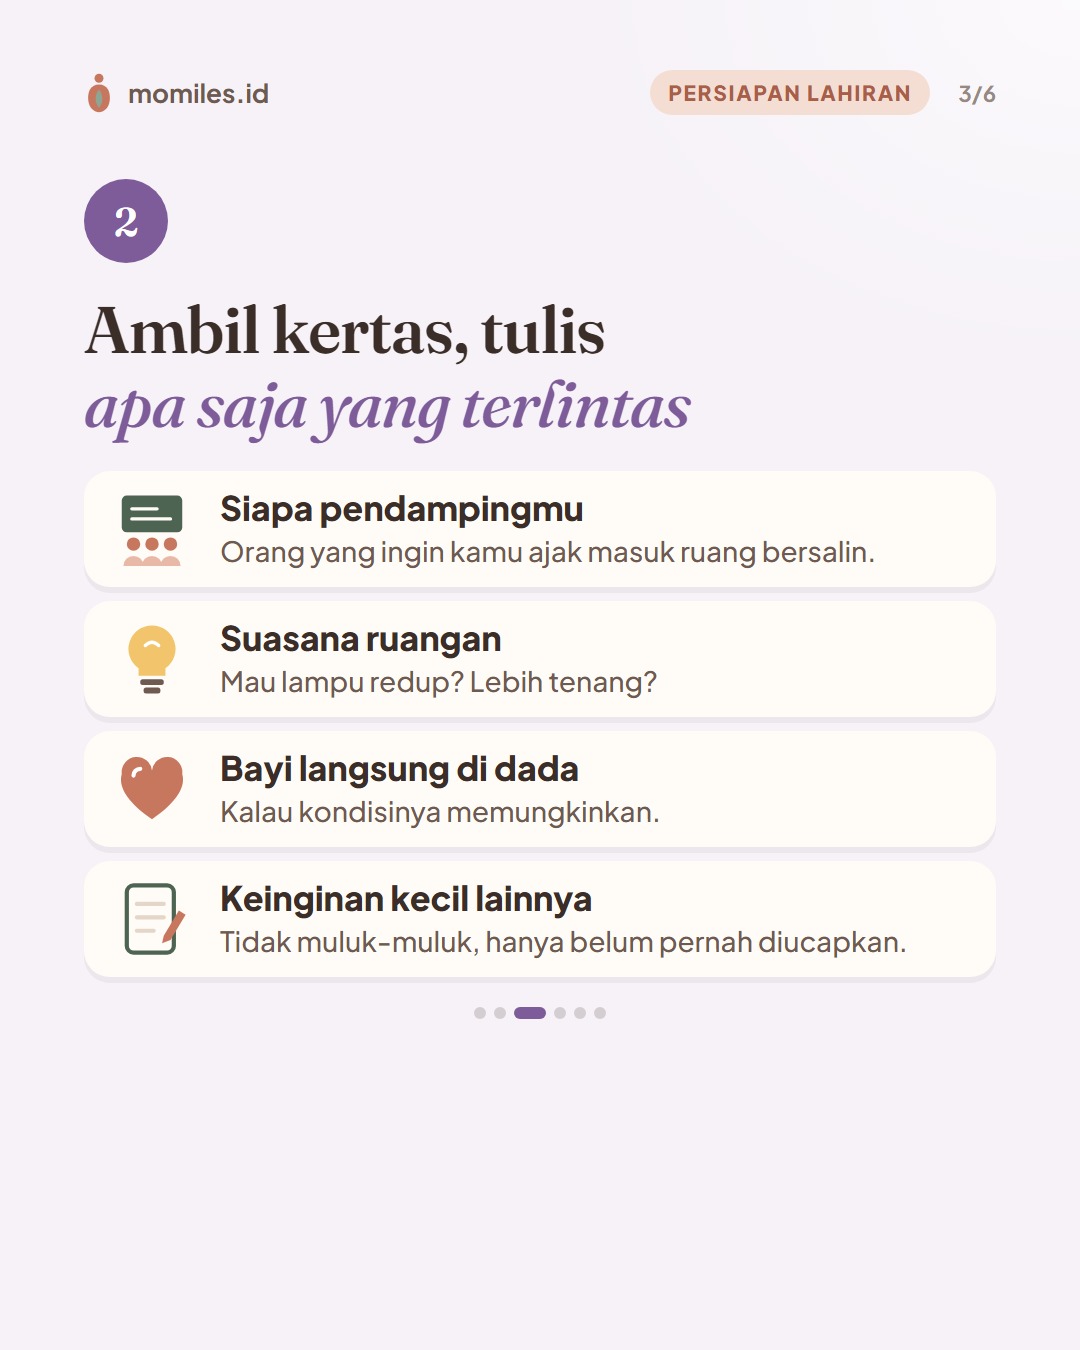 momiles.id
PERSIAPAN LAHIRAN
3/6
2
Ambil kertas, tulis
apa saja yang terlintas
Siapa pendampingmu
Orang yang ingin kamu ajak masuk ruang bersalin.
Suasana ruangan
Mau lampu redup? Lebih tenang?
Bayi langsung di dada
Kalau kondisinya memungkinkan.
Keinginan kecil lainnya
Tidak muluk-muluk, hanya belum pernah diucapkan.